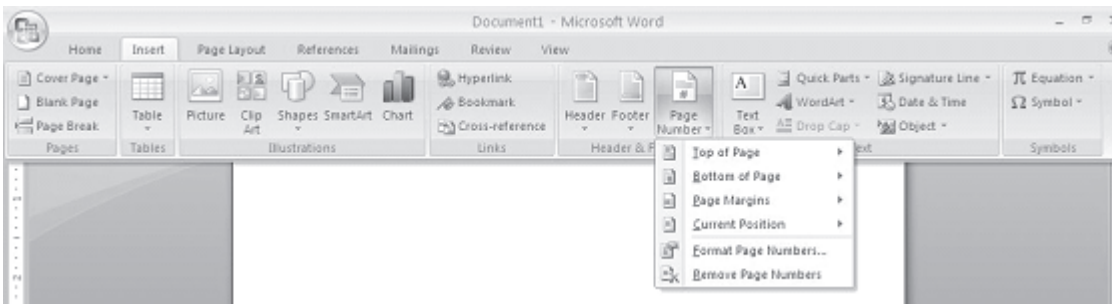 Document1 - Microsoft Word
Home Insert Page Layout References Mailings Review View
Cover Page
Blank Page
Page Break
Pages
Table
Tables
Picture
Clip Art
Shapes
SmartArt
Chart
Illustrations
Hyperlink
Bookmark
Cross-reference
Links
Header
Footer
Page Number
Header & F
Text Box
Quick Parts
WordArt
Drop Cap
Signature Line
Date & Time
Object
ext
Equation
Symbol
Symbols
Top of Page
Bottom of Page
Page Margins
Current Position
Format Page Numbers...
Remove Page Numbers